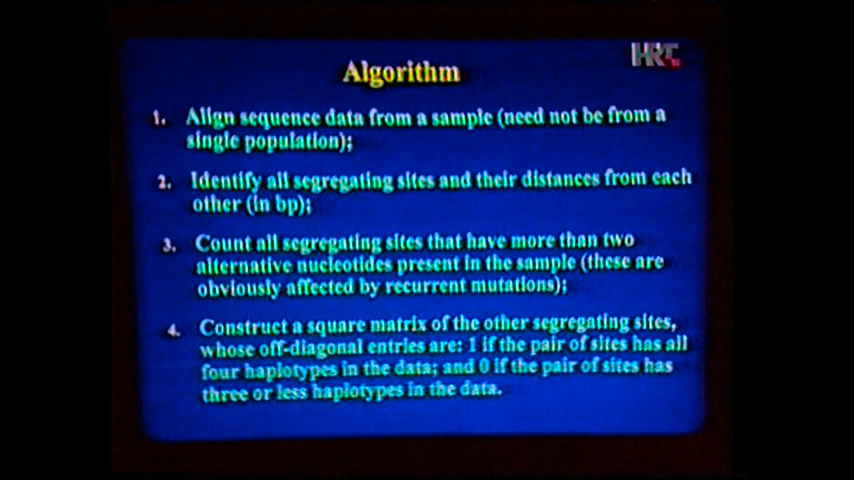 HRT
Algorithm
1. Align sequence data from a sample (need not be from a
single population);
2. Identify all segregating sites and their distances from each
other (in bp);
3. Count all segregating sites that have more than two
alternative nucleotides present in the sample (these are
obviously affected by recurrent mutations);
4. Construct a square matrix of the other segregating sites,
whose off-diagonal entries are: 1 if the pair of sites has all
four haplotypes in the data; and 0 if the pair of sites has
three or less haplotypes in the data.